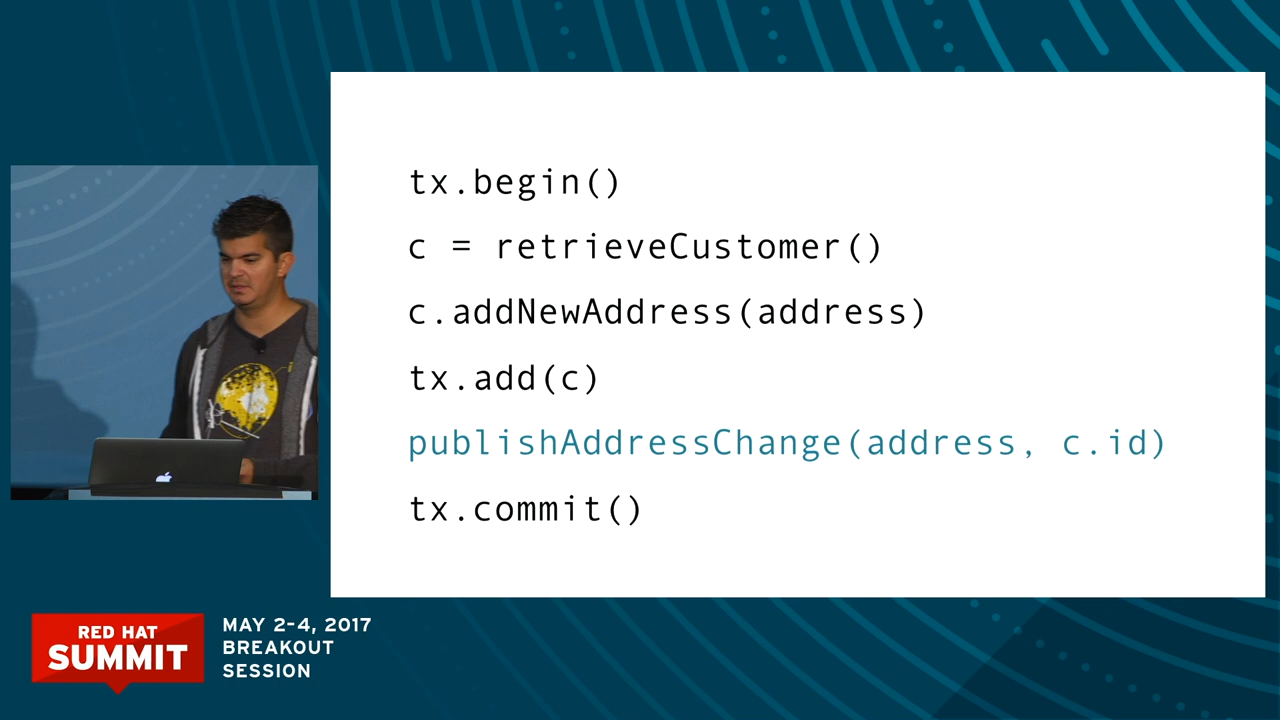 tx.begin()
c = retrieveCustomer()
c.addNewAddress(address)
tx.add(c)
publishAddressChange(address, c.id)
tx.commit()
RED HAT
SUMMIT
MAY 2-4, 2017
BREAKOUT
SESSION